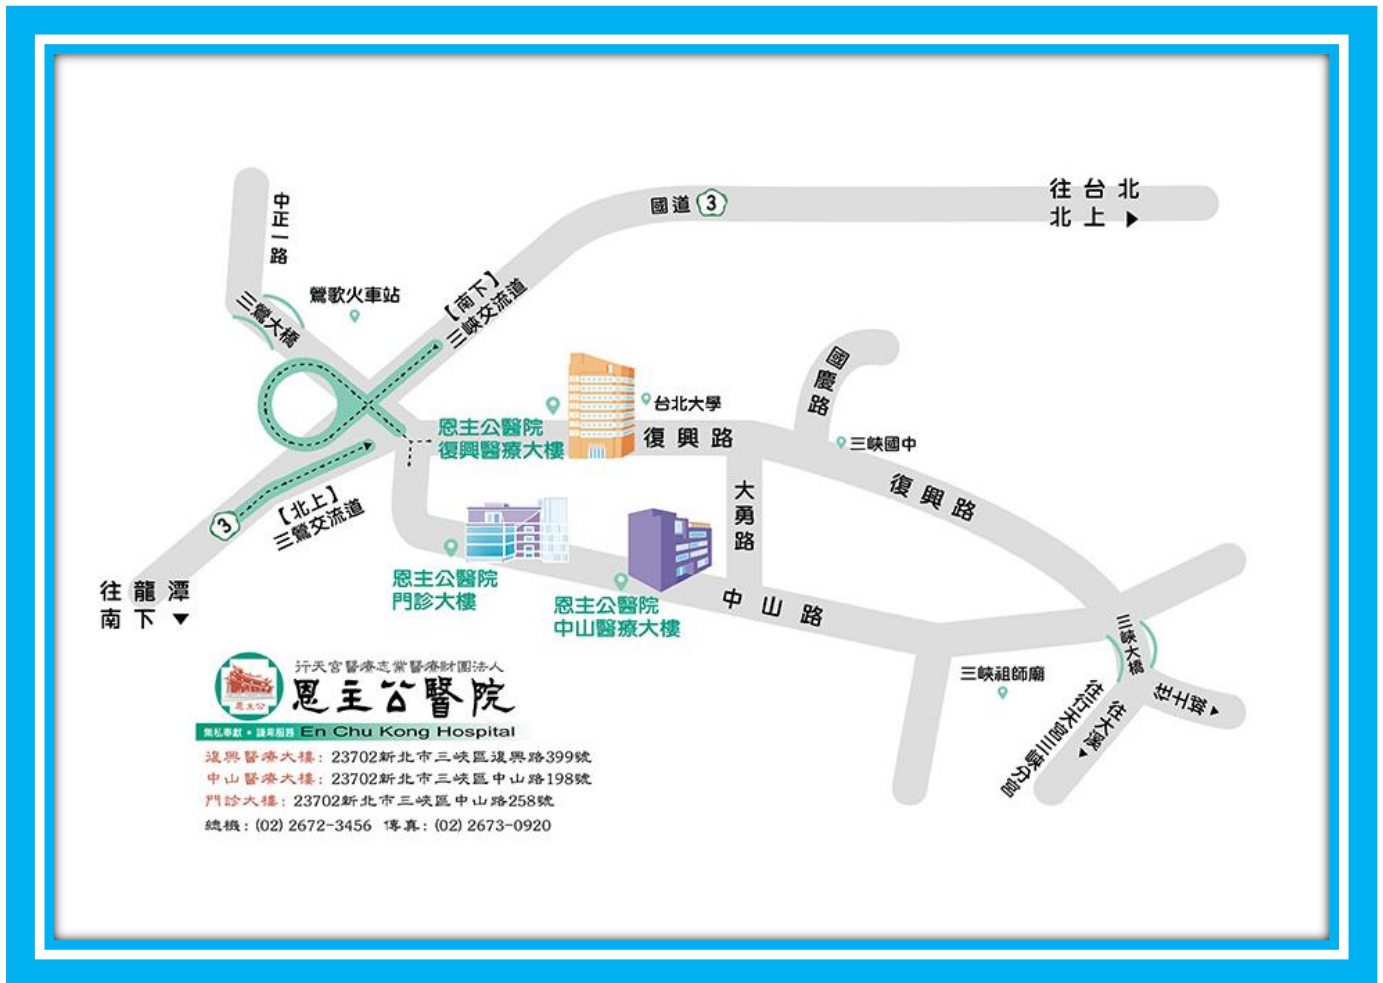 中正一路
國道 3
往台北
北上
鶯歌火車站
三鶯大橋
【南下】
三峽交流道
國慶路
台北大學
恩主公醫院
復興醫療大樓
復興路
三峽國中
復興路
大勇路
3
【北上】
三鶯交流道
往龍潭
南下
恩主公醫院
門診大樓
恩主公醫院
中山醫療大樓
中山路
三峽大橋
三峽祖師廟
往土城
往大溪
往行天宮三峽分宮
恩主公
行天宮醫療志業醫療財團法人
恩主公醫院
無私奉獻 • 謙卑服務 En Chu Kong Hospital
復興醫療大樓: 23702新北市三峽區復興路399號
中山醫療大樓: 23702新北市三峽區中山路198號
門診大樓: 23702新北市三峽區中山路258號
總機: (02) 2672-3456 傳真: (02) 2673-0920